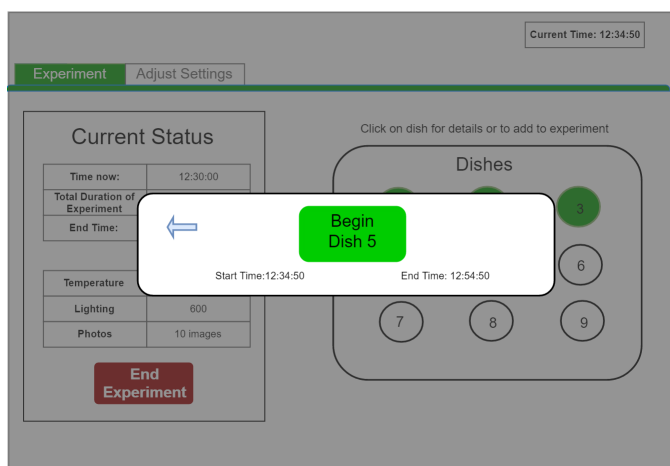 Current Time: 12:34:50
Experiment
Adjust Settings
Current Status
Time now:
12:30:00
Total Duration of
Experiment
End Time:
Temperature
Lighting
600
Photos
10 images
End
Experiment
Click on dish for details or to add to experiment
Dishes
3
6
7
8
9
Begin
Dish 5
Start Time:12:34:50
End Time: 12:54:50